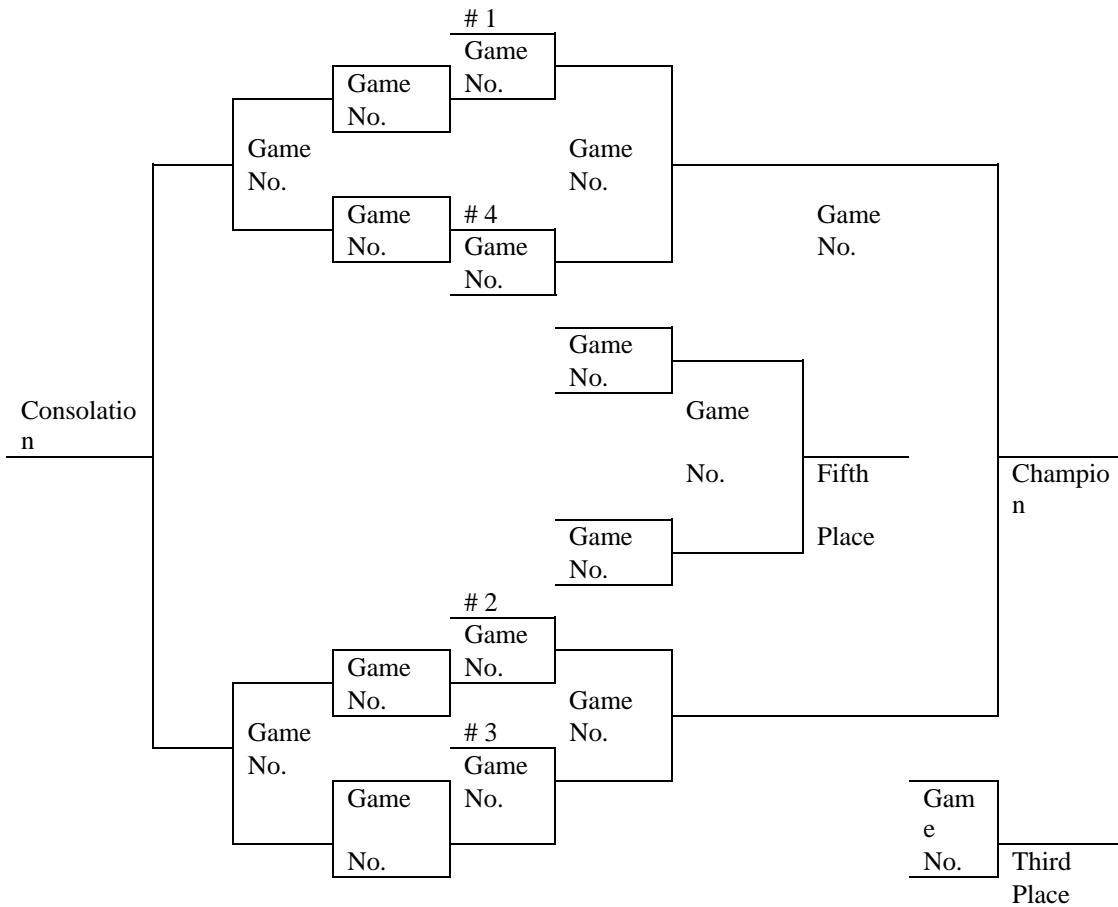 # 1
Game
No.
Game
No.
Game
No.
Game
No.
Game
No.
# 4
Game
No.
Game
No.
Game
No.
Consolatio
n
Game
No.
Game
No.
Fifth
Place
Champio
n
Game
No.
# 2
Game
No.
Game
No.
Game
No.
Game
No.
# 3
Game
No.
Game
No.
Gam
e
No.
Third
Place